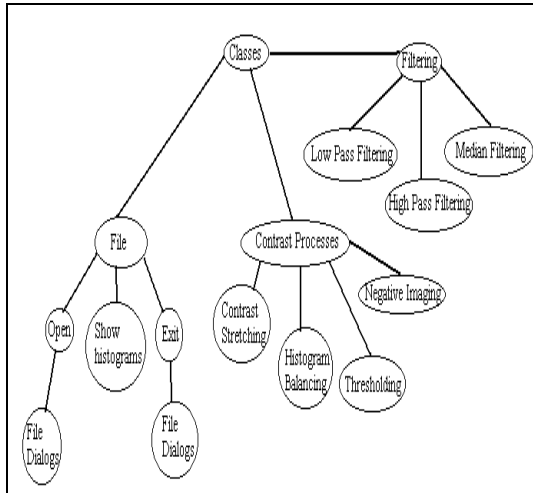 Classes
Filtering
Low Pass Filtering
High Pass Filtering
Median Filtering
File
Contrast Processes
Negative Imaging
Open
Show
histograms
Exit
Contrast
Stretching
Histogram
Balancing
Thresholding
File
Dialogs
File
Dialogs